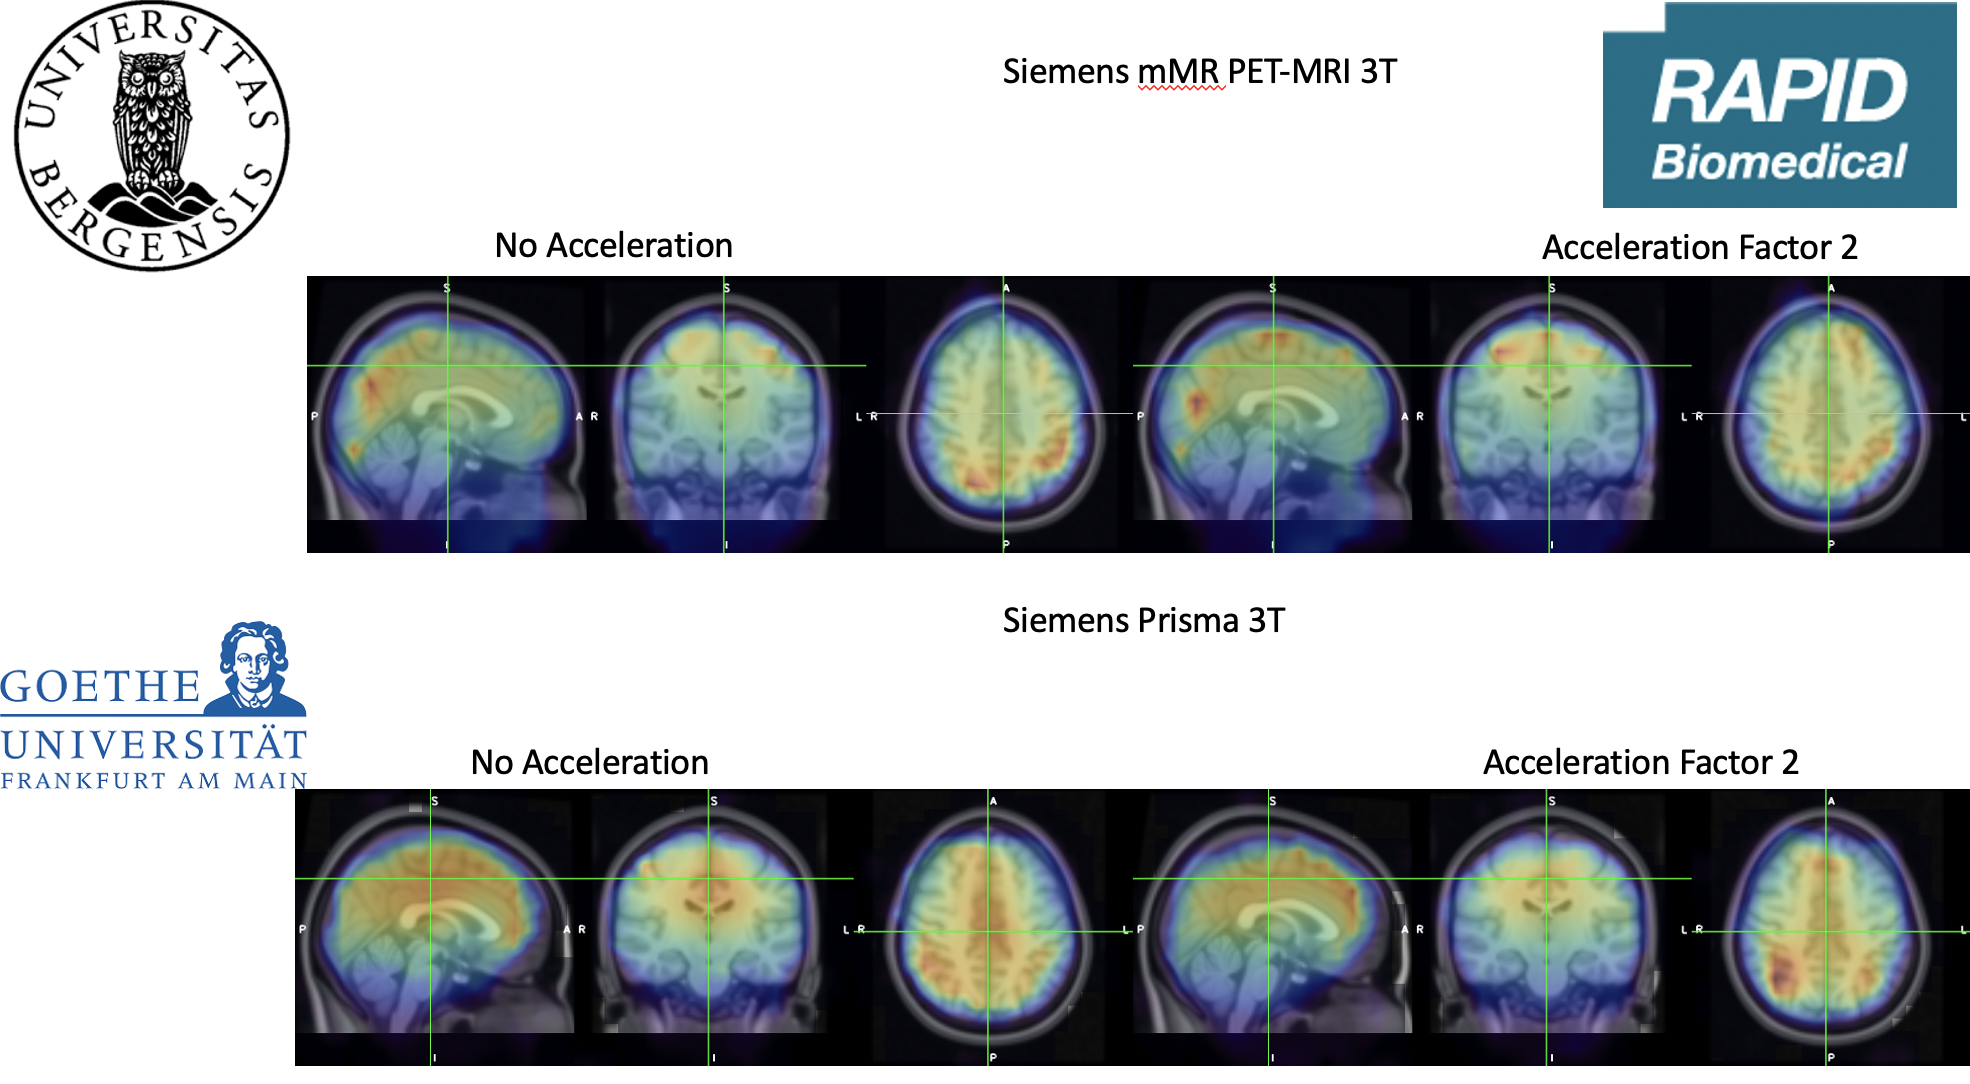 UNIVERSITAS
BERGENSIS
Siemens mMR PET-MRI 3T
RAPID
Biomedical
No Acceleration
Acceleration Factor 2
S S A S S A
P A R L R P A R L R L
I I P I I P
GOETHE
UNIVERSITÄT
FRANKFURT AM MAIN
Siemens Prisma 3T
No Acceleration
Acceleration Factor 2
S S A S S A
P A R L R L P A R L R L
I I P I I P